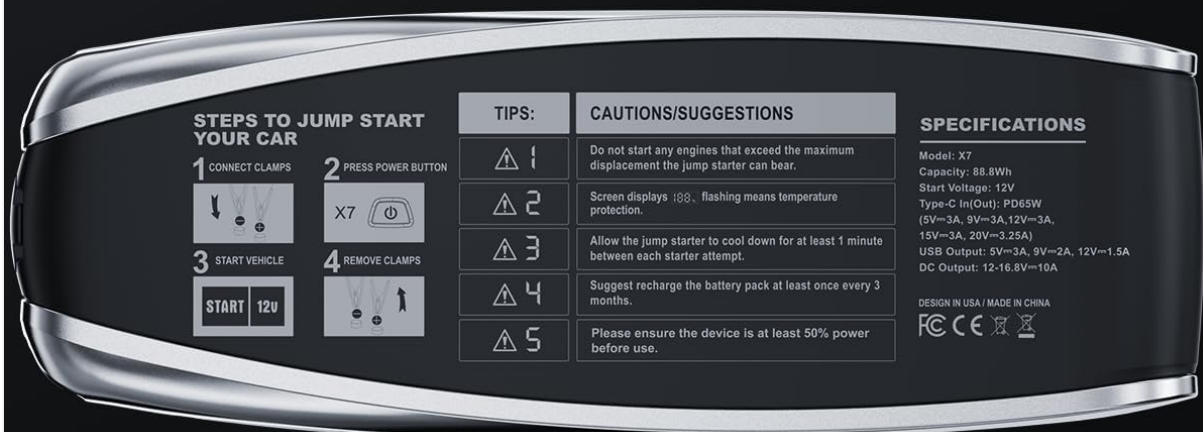 STEPS TO JUMP START
YOUR CAR
1 CONNECT CLAMPS
2 PRESS POWER BUTTON
X7
3 START VEHICLE
START 12v
4 REMOVE CLAMPS
TIPS:
CAUTIONS/SUGGESTIONS
1
Do not start any engines that exceed the maximum
displacement the jump starter can bear.
2
Screen displays 188、 flashing means temperature
protection.
3
Allow the jump starter to cool down for at least 1 minute
between each starter attempt.
4
Suggest recharge the battery pack at least once every 3
months.
5
Please ensure the device is at least 50% power
before use.
SPECIFICATIONS
Model: X7
Capacity: 88.8Wh
Start Voltage: 12V
Type-C In(Out): PD65W
(5V⎓3A, 9V⎓3A,12V⎓3A,
15V⎓3A, 20V⎓3.25A)
USB Output: 5V⎓3A, 9V⎓2A, 12V⎓1.5A
DC Output: 12-16.8V⎓10A
DESIGN IN USA / MADE IN CHINA
FC CE